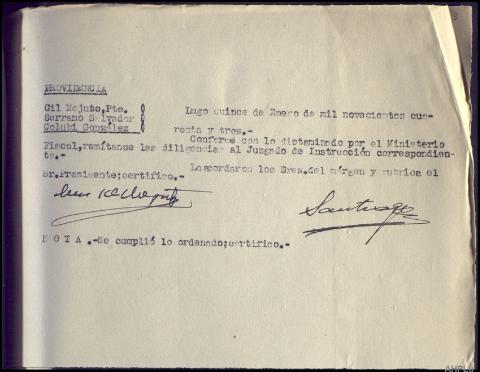 PROVIDENCIA
Gil Mejuto,Pte.
Serrano Salvador
Colubi González
Lugo quince de Enero de mil novecientos cua-
renta y tres.-
Conforme con lo dictaminado por el Ministerio
Fiscal,remítanse las diligencias al Juzgado de Instrucción correspondien-
te.-
Lo acordaron los Sres.del márgen y rubrica el
Sr.Presidente;certifico.-
NOTA.-Se cumplió lo ordenado;certifico.-